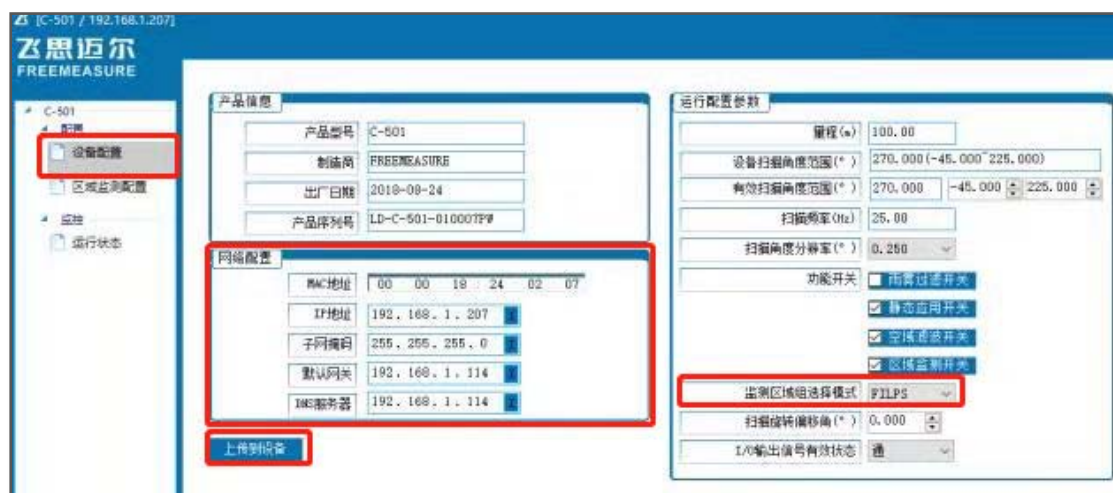 [C-501 / 192.168.1.207]
飞思迈尔
FREEMEASURE
C-501
配置
设备配置
区域监测配置
监控
运行状态
产品信息
产品型号 C-501
制造商 FREEMEASURE
出厂日期 2018-08-24
产品序列号 LD-C-501-010007FW
网络配置
MAC地址 00 00 18 24 02 07
IP地址 192. 168. 1. 207
子网掩码 255. 255. 255. 0
默认网关 192. 168. 1. 114
DNS服务器 192. 168. 1. 114
上传到设备
运行配置参数
量程(m) 100.00
设备扫描角度范围(°) 270.000(-45.000~225.000)
有效扫描角度范围(°) 270.000 -45.000 225.000
扫描频率(Hz) 25.00
扫描角度分辨率(°) 0.250
功能开关 雨雾过滤开关
静态应用开关
空域滤波开关
区域监测开关
监测区域组选择模式 FILPS
扫描旋转偏移角(°) 0.000
I/O输出信号有效状态 通